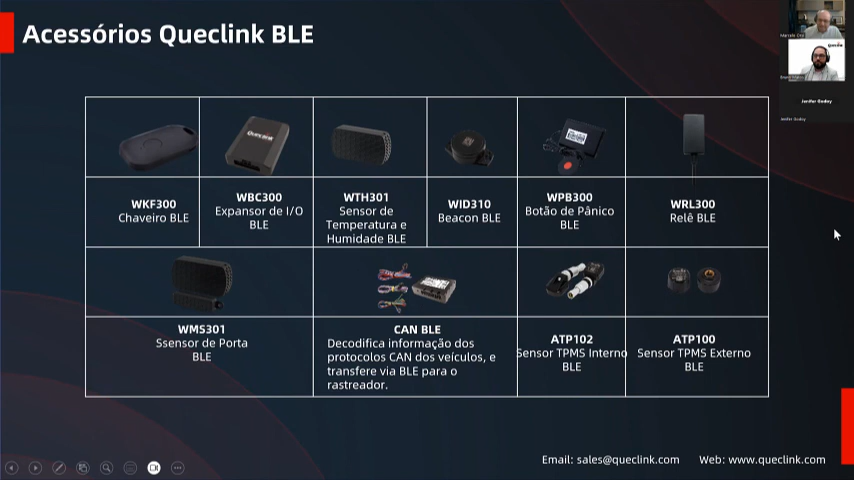 Acessórios Queclink BLE
Jenifer Godoy
Jenifer Godoy
Queclink
WKF300
Chaveiro BLE
WBC300
Expansor de I/O
BLE
WTH301
Sensor de
Temperatura e
Humidade BLE
WID310
Beacon BLE
WPB300
Botão de Pânico
BLE
WRL300
Relê BLE
WMS301
Ssensor de Porta
BLE
CAN BLE
Decodifica informação dos
protocolos CAN dos veículos, e
transfere via BLE para o
rastreador.
ATP102
Sensor TPMS Interno
BLE
ATP100
Sensor TPMS Externo
BLE
Email: sales@queclink.com Web: www.queclink.com